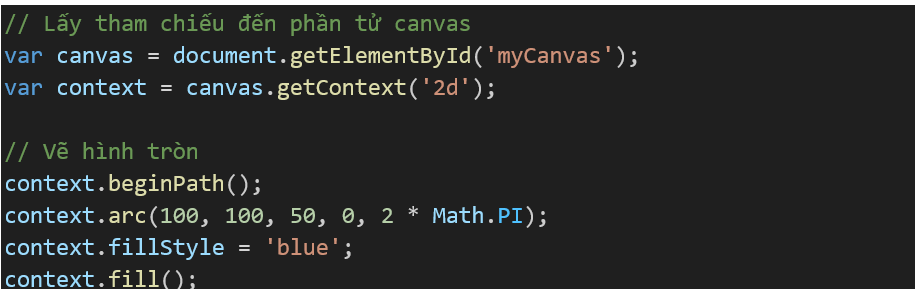 // Lấy tham chiếu đến phần tử canvas
var canvas = document.getElementById('myCanvas');
var context = canvas.getContext('2d');

// Vẽ hình tròn
context.beginPath();
context.arc(100, 100, 50, 0, 2 * Math.PI);
context.fillStyle = 'blue';
context.fill();